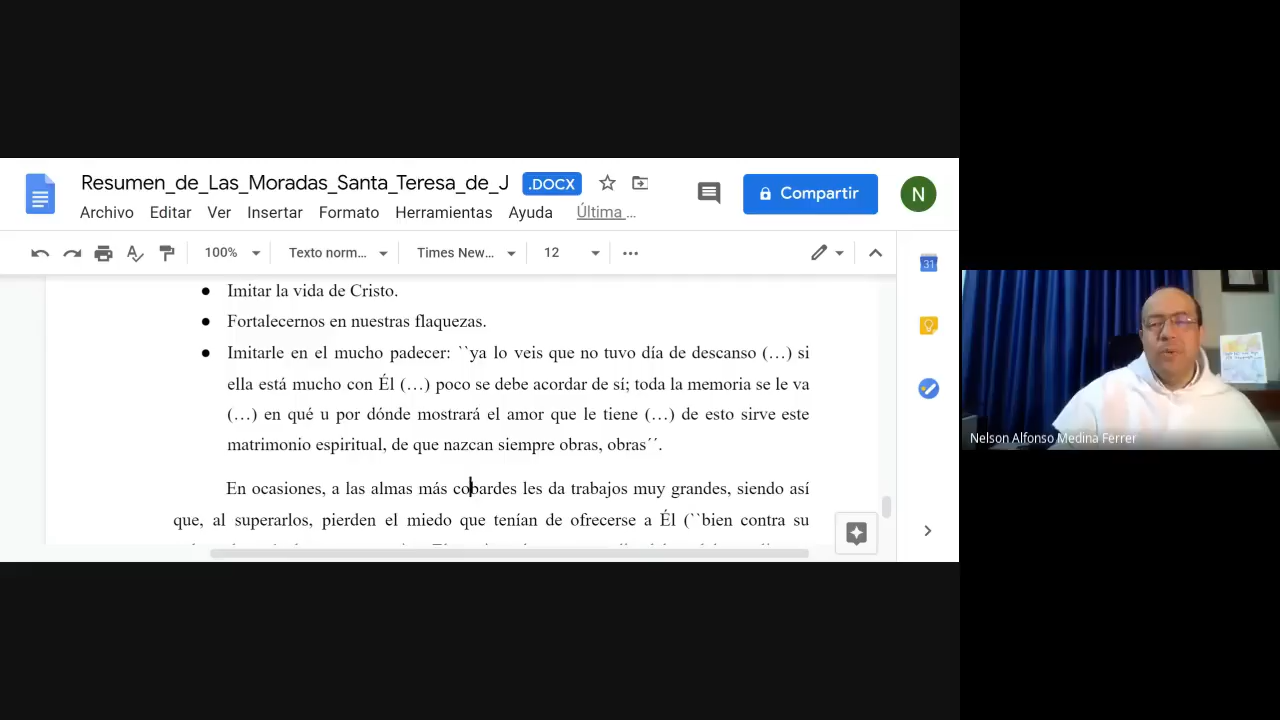 Resumen_de_Las_Moradas_Santa_Teresa_de_J .DOCX
Archivo Editar Ver Insertar Formato Herramientas Ayuda Última ...
Compartir
N
100% Texto norm... Times New... 12
31
● Imitar la vida de Cristo.
● Fortalecernos en nuestras flaquezas.
● Imitarle en el mucho padecer: ``ya lo veis que no tuvo día de descanso (…) si
ella está mucho con Él (…) poco se debe acordar de sí; toda la memoria se le va
(…) en qué u por dónde mostrará el amor que le tiene (…) de esto sirve este
matrimonio espiritual, de que nazcan siempre obras, obras´´.
En ocasiones, a las almas más cobardes les da trabajos muy grandes, siendo así
que, al superarlos, pierden el miedo que tenían de ofrecerse a Él (``bien contra su
Nelson Alfonso Medina Ferrer